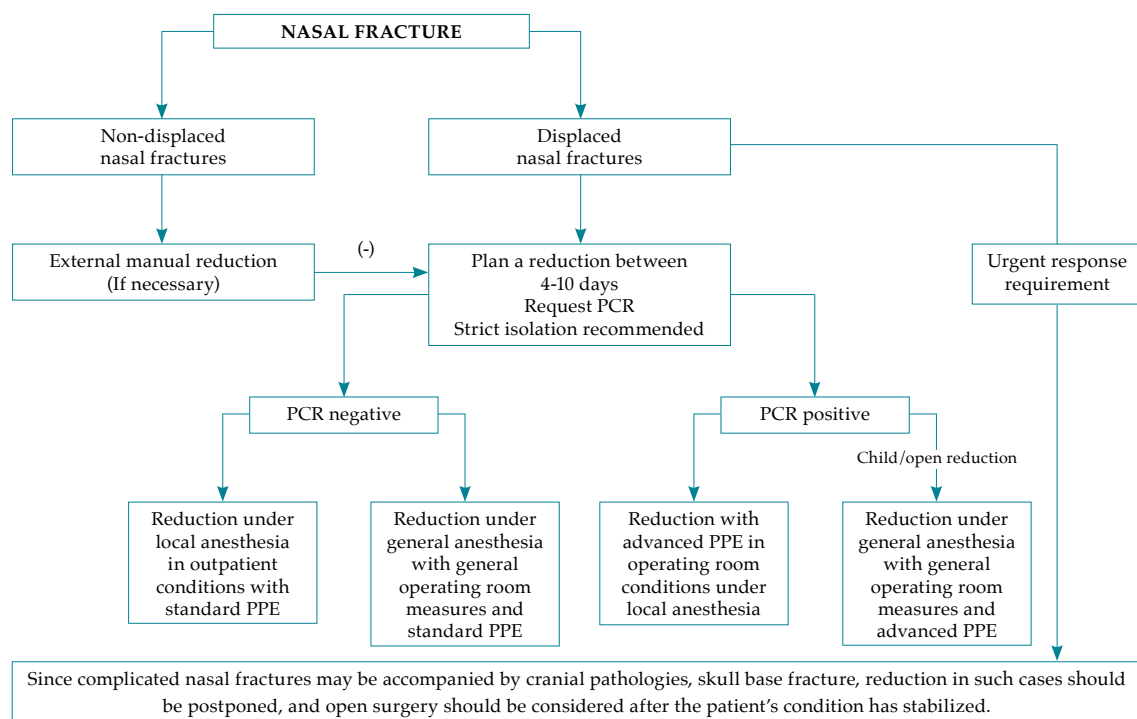 NASAL FRACTURE
Non-displaced
nasal fractures
Displaced
nasal fractures
External manual reduction
(If necessary)
(-)
Plan a reduction between
4-10 days
Request PCR
Strict isolation recommended
Urgent response
requirement
PCR negative
PCR positive
Child/open reduction
Reduction under
local anesthesia
in outpatient
conditions with
standard PPE
Reduction under
general anesthesia
with general
operating room
measures and
standard PPE
Reduction with
advanced PPE in
operating room
conditions under
local anesthesia
Reduction under
general anesthesia
with general
operating room
measures and
advanced PPE
Since complicated nasal fractures may be accompanied by cranial pathologies, skull base fracture, reduction in such cases should
be postponed, and open surgery should be considered after the patient's condition has stabilized.